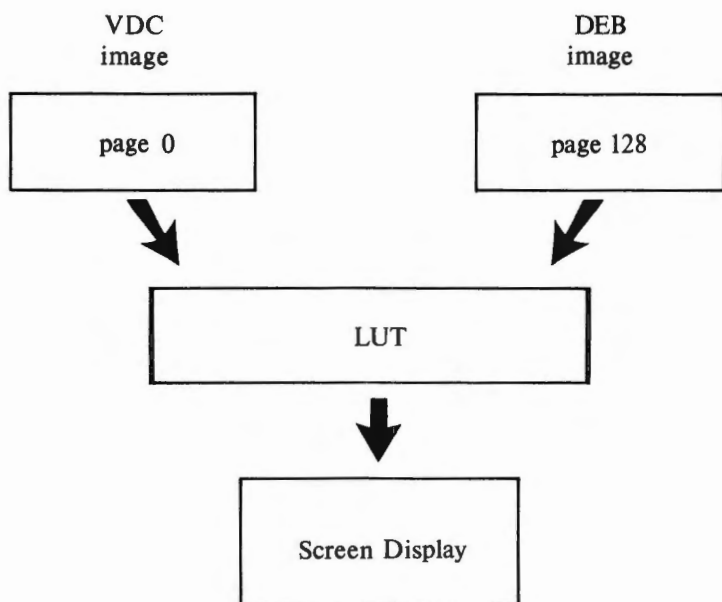 VDC
image
DEB
image
page 0
page 128
LUT
Screen Display